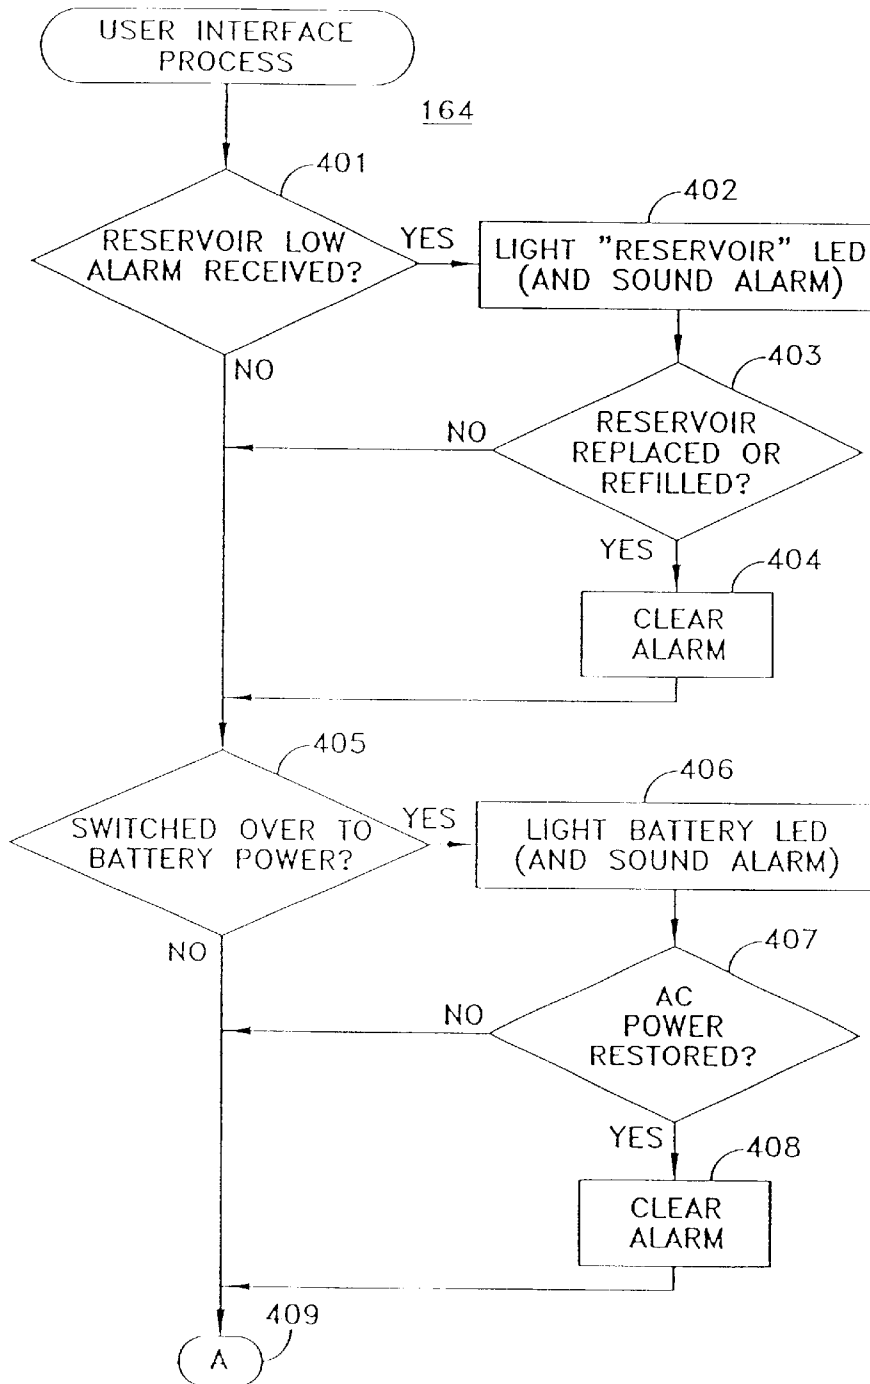 USER INTERFACE
PROCESS
164
401
RESERVOIR LOW
ALARM RECEIVED?
YES
NO
402
LIGHT "RESERVOIR" LED
(AND SOUND ALARM)
403
RESERVOIR
REPLACED OR
REFILLED?
NO
YES
404
CLEAR
ALARM
405
SWITCHED OVER TO
BATTERY POWER?
YES
NO
406
LIGHT BATTERY LED
(AND SOUND ALARM)
407
AC
POWER
RESTORED?
NO
YES
408
CLEAR
ALARM
409
A